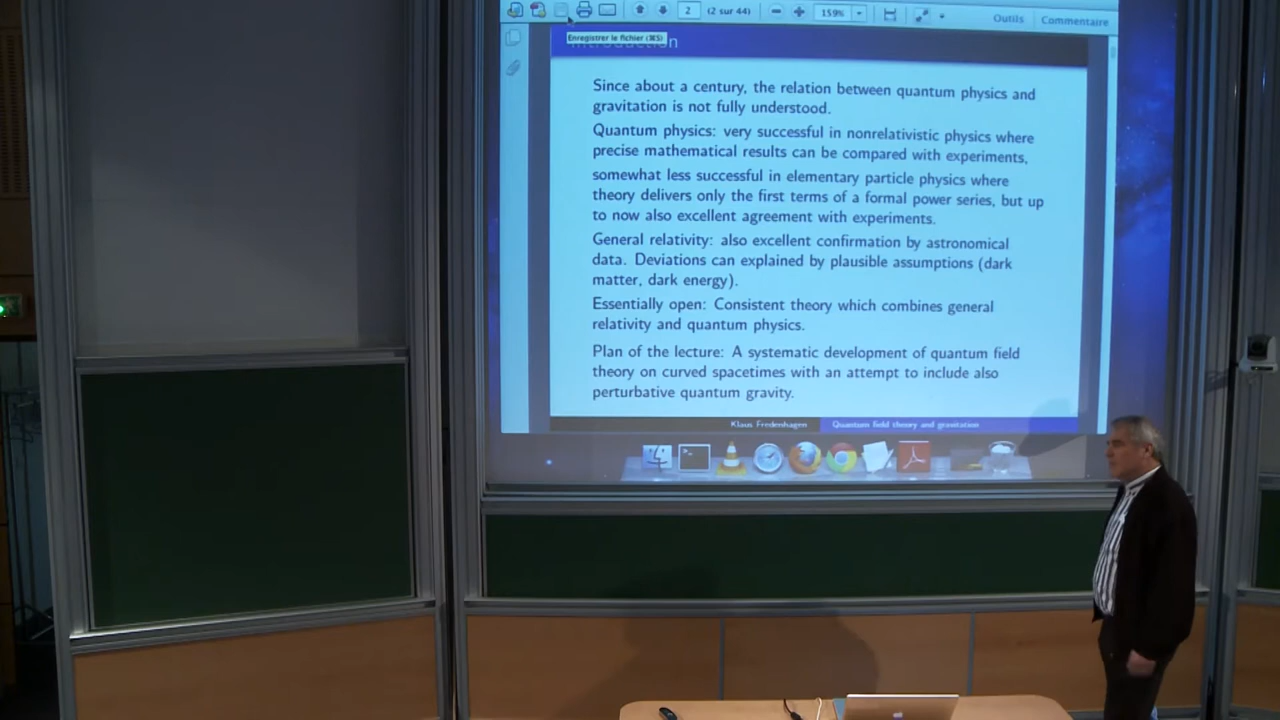 2
(2 sur 44)
159%
Outils
Commentaire
Enregistrer le fichier (⌘S)
Since about a century, the relation between quantum physics and
gravitation is not fully understood.
Quantum physics: very successful in nonrelativistic physics where
precise mathematical results can be compared with experiments,
somewhat less successful in elementary particle physics where
theory delivers only the first terms of a formal power series, but up
to now also excellent agreement with experiments.
General relativity: also excellent confirmation by astronomical
data. Deviations can explained by plausible assumptions (dark
matter, dark energy).
Essentially open: Consistent theory which combines general
relativity and quantum physics.
Plan of the lecture: A systematic development of quantum field
theory on curved spacetimes with an attempt to include also
perturbative quantum gravity.
Klaus Fredenhagen
Quantum field theory and gravitation